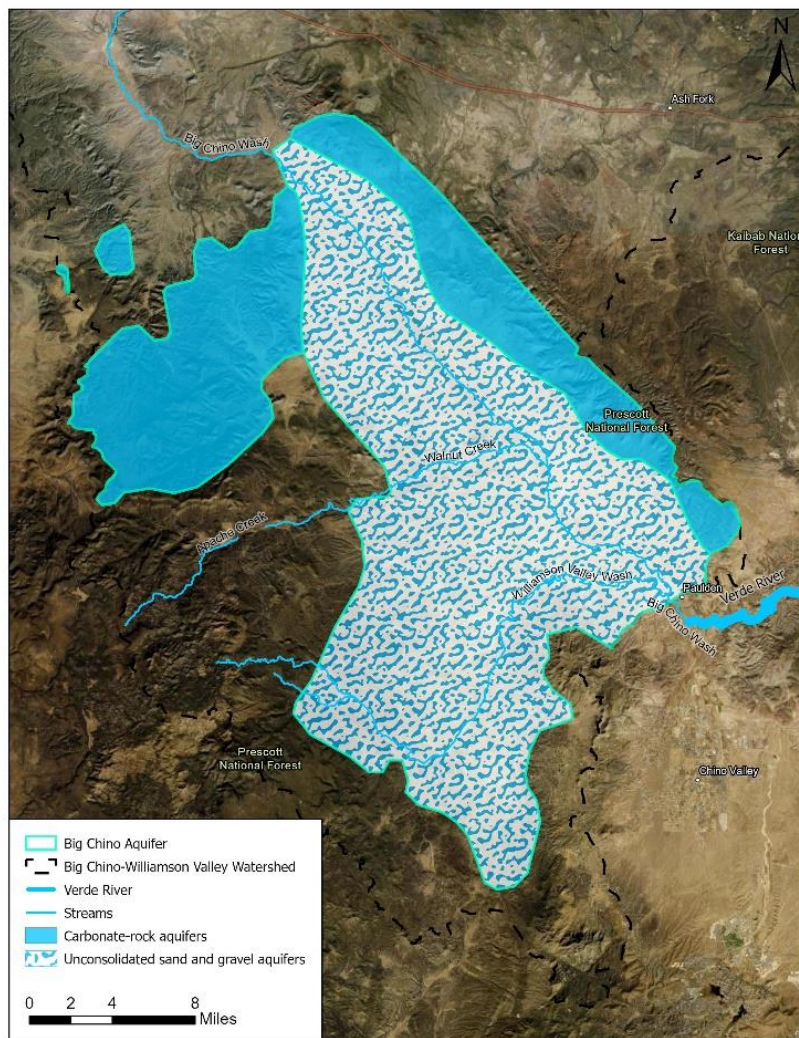 N
Ash Fork
Big Chino Wash
Kaibab Nation
Forest
Prescott
National Forest
Walnut Creek
Apache Creek
Williamson Valley Wash
Pauldon
Verde River
Big Chino Wash
Prescott
National Forest
Chino Valley
Big Chino Aquifer
Big Chino-Williamson Valley Watershed
Verde River
Streams
Carbonate-rock aquifers
Unconsolidated sand and gravel aquifers
0 2 4 8
Miles